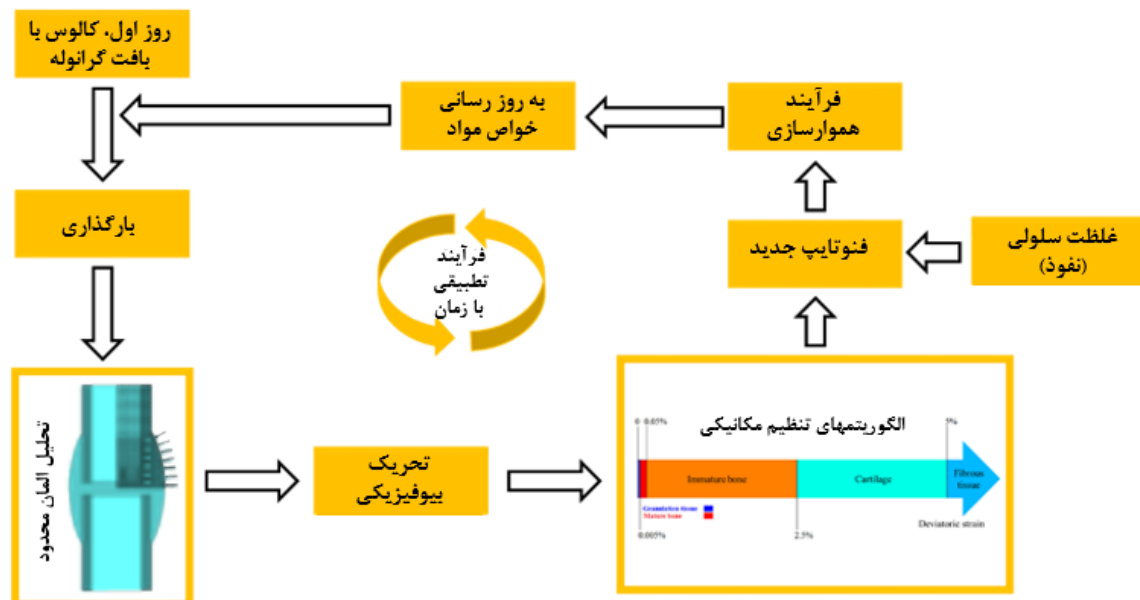 روز اول، کالوس با
بافت گرانوله
به روز رسانی
خواص مواد
فرآیند
هموارسازی
بارگذاری
فرآیند
تطبیقی
با زمان
فنوتایپ جدید
غلظت سلولی
(نفوذ)
تحلیل المان محدود
تحریک
بیوفیزیکی
الگوریتمهای تنظیم مکانیکی
0 0.05% 5%
Immature bone
Cartilage
Fibrous
tissue
Granulation tissue
Mature bone
Deviatoric strain
0.005% 2.5%